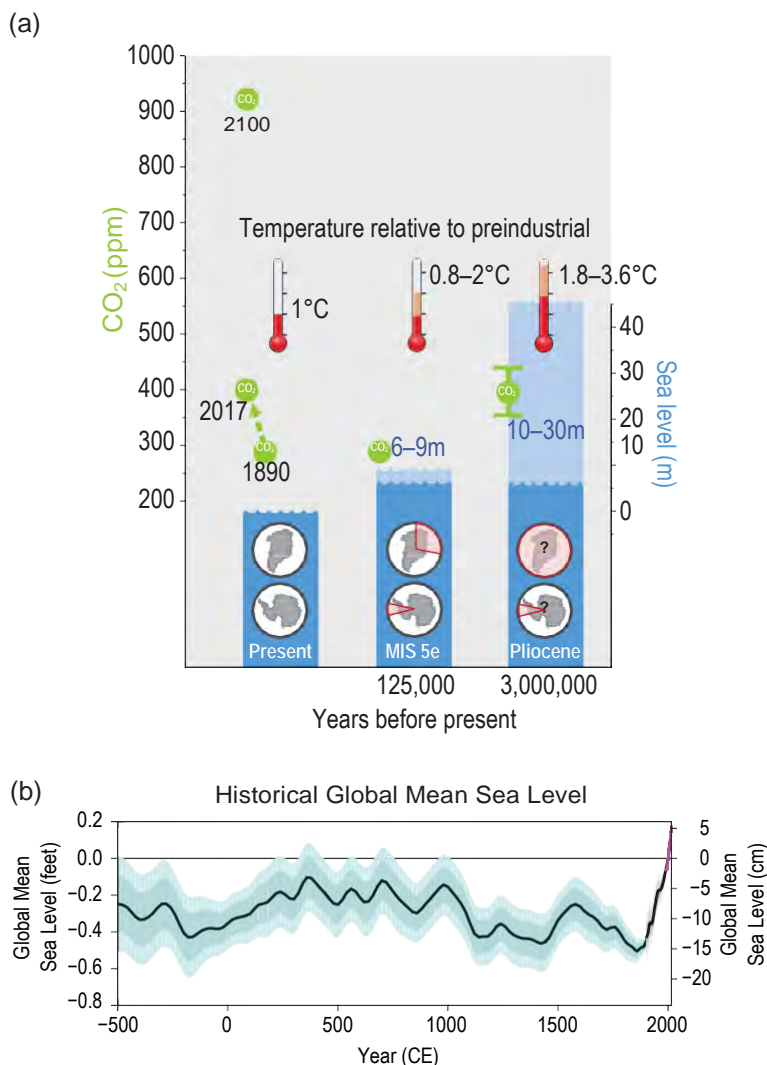 (a)
1000
900
800
700
600
500
400
300
200
CO₂ (ppm)
CO₂
2100
Temperature relative to preindustrial
1°C
0.8–2°C
1.8–3.6°C
CO₂
2017
CO₂
1890
CO₂
6–9m
CO₂
10–30m
40
30
20
10
0
Sea level (m)
?
?
Present
MIS 5e
Pliocene
125,000
3,000,000
Years before present
(b)
Historical Global Mean Sea Level
Global Mean
Sea Level (feet)
0.2
0.0
−0.2
−0.4
−0.6
−0.8
5
0
−5
−10
−15
−20
Global Mean
Sea Level (cm)
−500
0
500
1000
1500
2000
Year (CE)